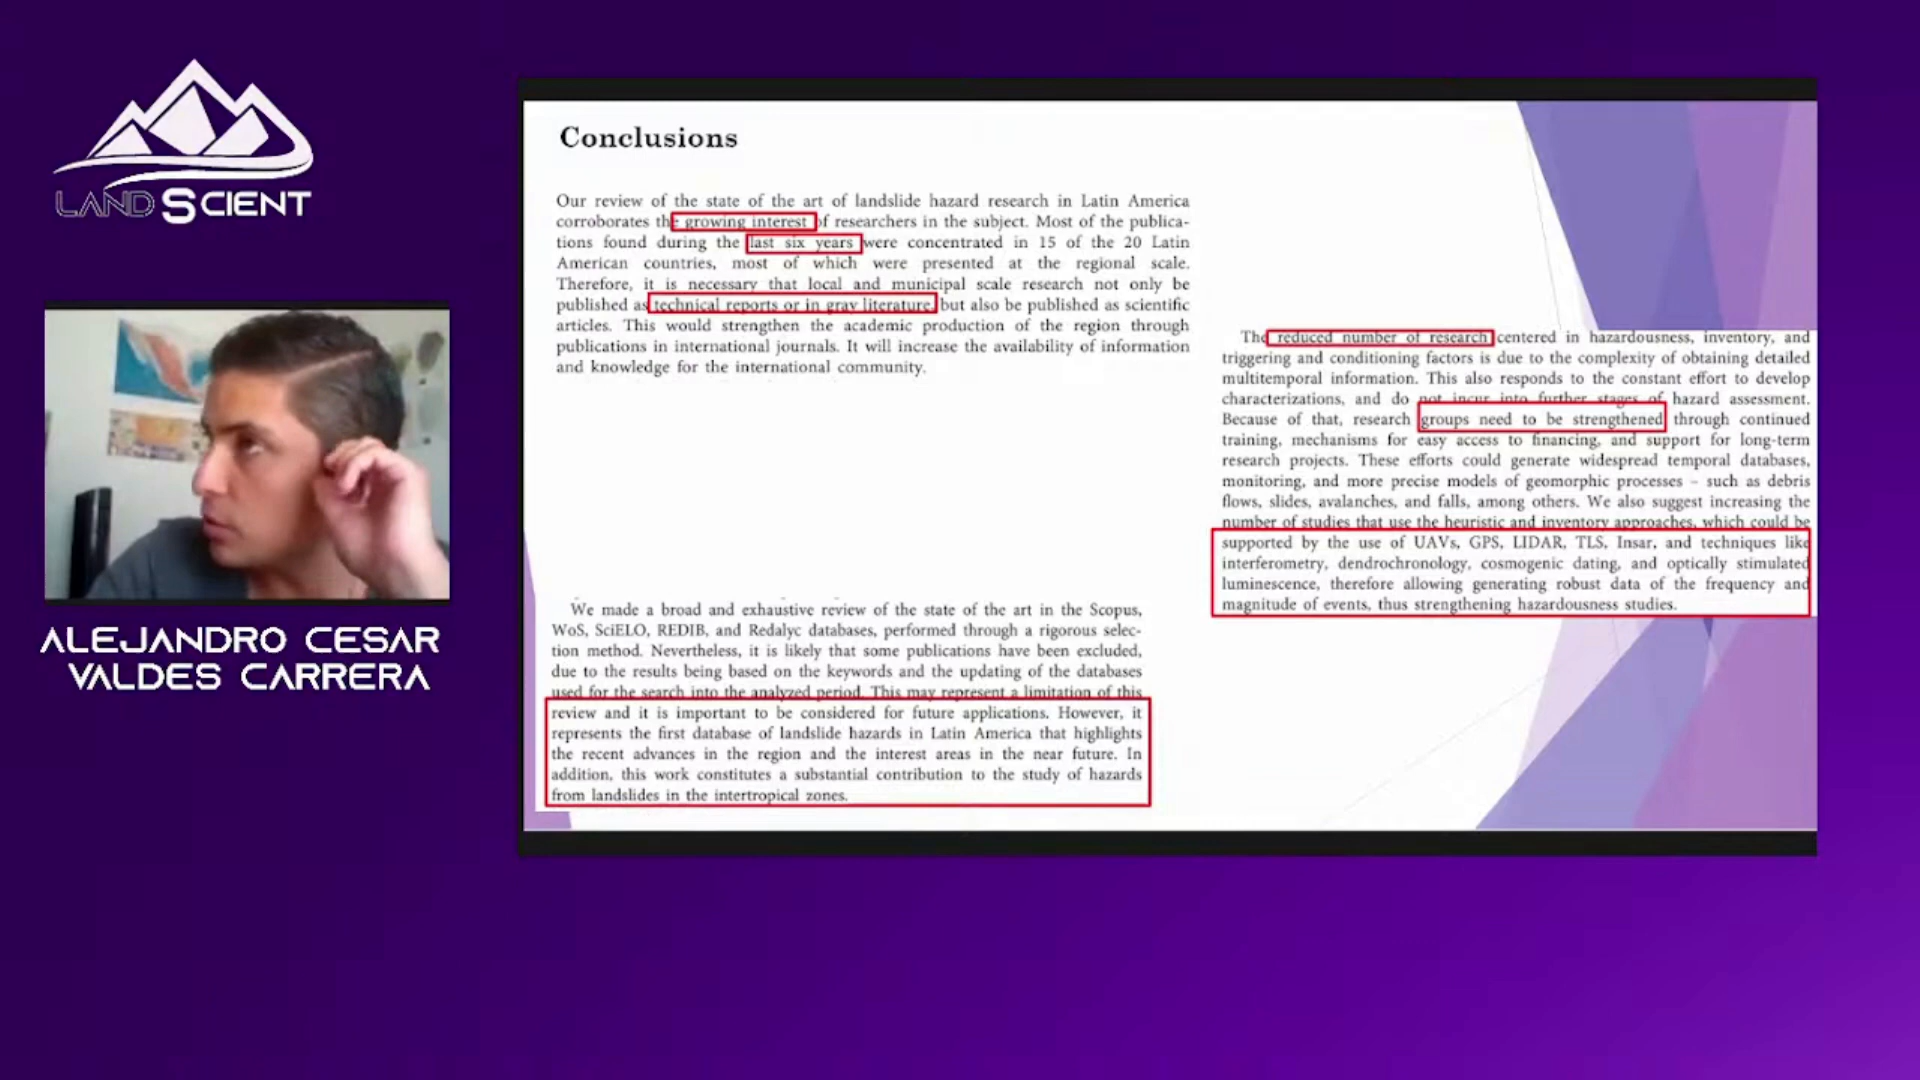 LANDSCIENT
ALEJANDRO CESAR
VALDES CARRERA
Conclusions
Our review of the state of the art of landslide hazard research in Latin America
corroborates the growing interest of researchers in the subject. Most of the publica-
tions found during the last six years were concentrated in 15 of the 20 Latin
American countries, most of which were presented at the regional scale.
Therefore, it is necessary that local and municipal scale research not only be
published as technical reports or in gray literature, but also be published as scientific
articles. This would strengthen the academic production of the region through
publications in international journals. It will increase the availability of information
and knowledge for the international community.
We made a broad and exhaustive review of the state of the art in the Scopus,
WoS, SciELO, REDIB, and Redalyc databases, performed through a rigorous selec-
tion method. Nevertheless, it is likely that some publications have been excluded,
due to the results being based on the keywords and the updating of the databases
used for the search into the analyzed period. This may represent a limitation of this
review and it is important to be considered for future applications. However, it
represents the first database of landslide hazards in Latin America that highlights
the recent advances in the region and the interest areas in the near future. In
addition, this work constitutes a substantial contribution to the study of hazards
from landslides in the intertropical zones.
The reduced number of research centered in hazardousness, inventory, and
triggering and conditioning factors is due to the complexity of obtaining detailed
multitemporal information. This also responds to the constant effort to develop
characterizations, and do not incur into further stages of hazard assessment.
Because of that, research groups need to be strengthened through continued
training, mechanisms for easy access to financing, and support for long-term
research projects. These efforts could generate widespread temporal databases,
monitoring, and more precise models of geomorphic processes – such as debris
flows, slides, avalanches, and falls, among others. We also suggest increasing the
number of studies that use the heuristic and inventory approaches, which could be
supported by the use of UAVs, GPS, LIDAR, TLS, Insar, and techniques like
interferometry, dendrochronology, cosmogenic dating, and optically stimulated
luminescence, therefore allowing generating robust data of the frequency and
magnitude of events, thus strengthening hazardousness studies.